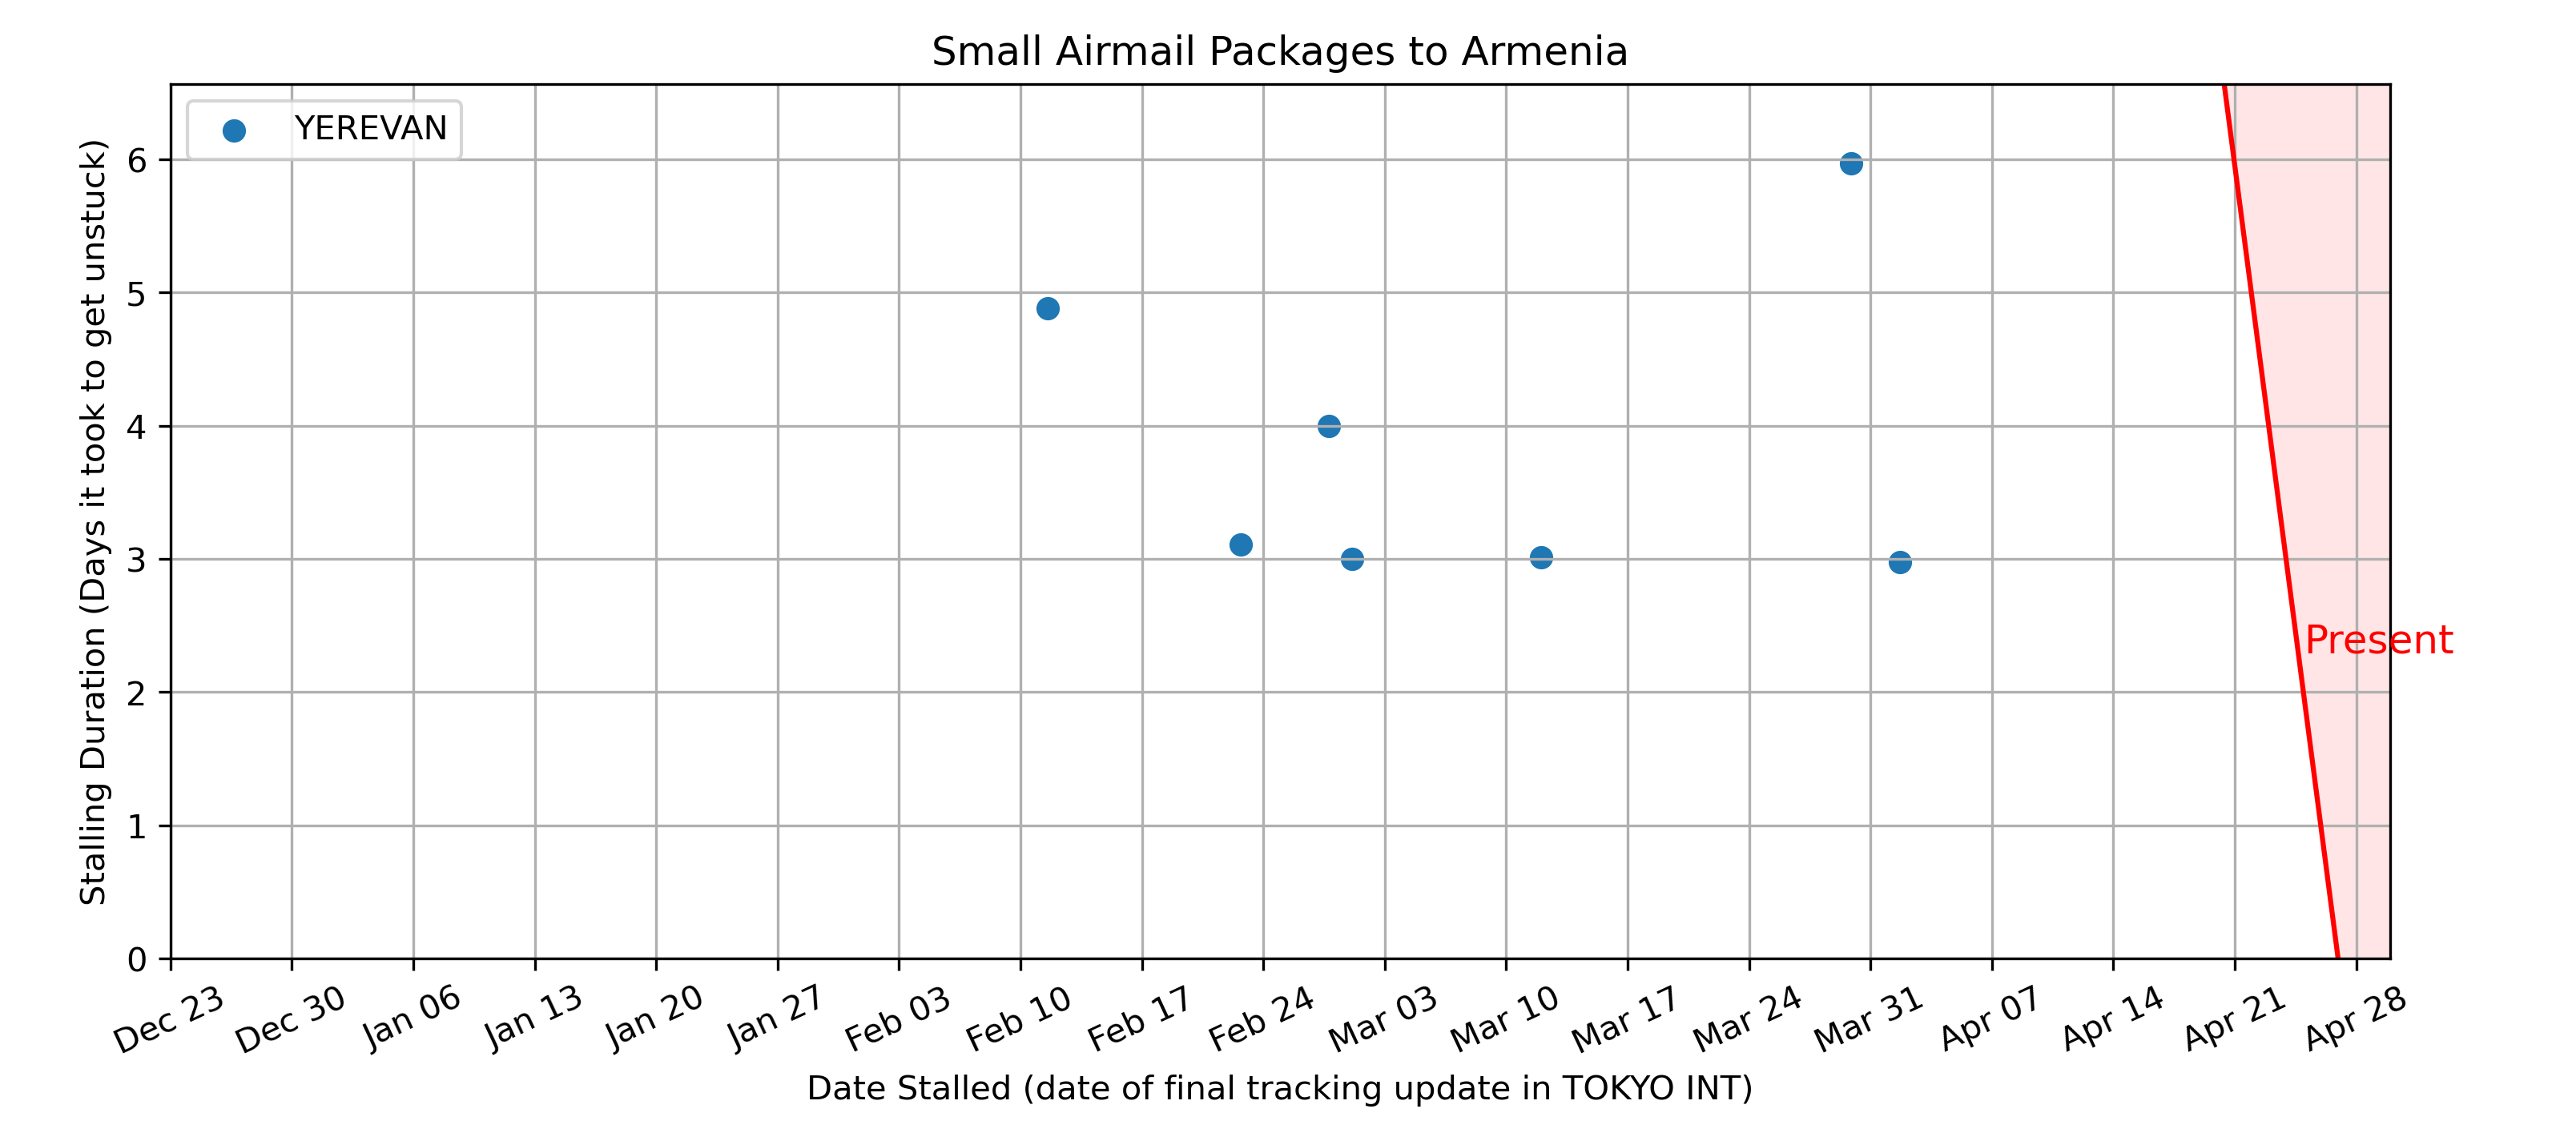 Small Airmail Packages to Armenia
YEREVAN
Stalling Duration (Days it took to get unstuck)
6
5
4
3
2
1
0
Present
Dec 23
Dec 30
Jan 06
Jan 13
Jan 20
Jan 27
Feb 03
Feb 10
Feb 17
Feb 24
Mar 03
Mar 10
Mar 17
Mar 24
Mar 31
Apr 07
Apr 14
Apr 21
Apr 28
Date Stalled (date of final tracking update in TOKYO INT)